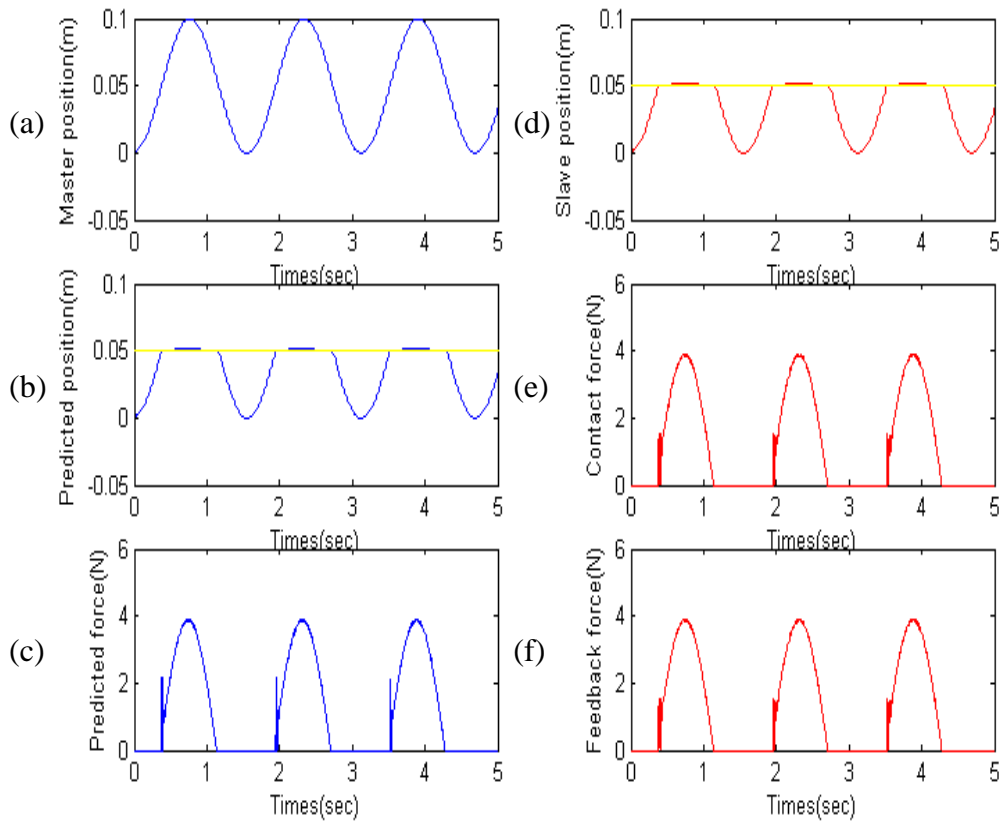 (a)
Master position(m)
0.1
0.05
0
-0.05
0 1 2 3 4 5
Times(sec)
(d)
Slave position(m)
0.1
0.05
0
-0.05
0 1 2 3 4 5
Times(sec)
(b)
Predicted position(m)
0.1
0.05
0
-0.05
0 1 2 3 4 5
Times(sec)
(e)
Contact force(N)
6
4
2
0
0 1 2 3 4 5
Times(sec)
(c)
Predicted force(N)
6
4
2
0
0 1 2 3 4 5
Times(sec)
(f)
Feedback force(N)
6
4
2
0
0 1 2 3 4 5
Times(sec)